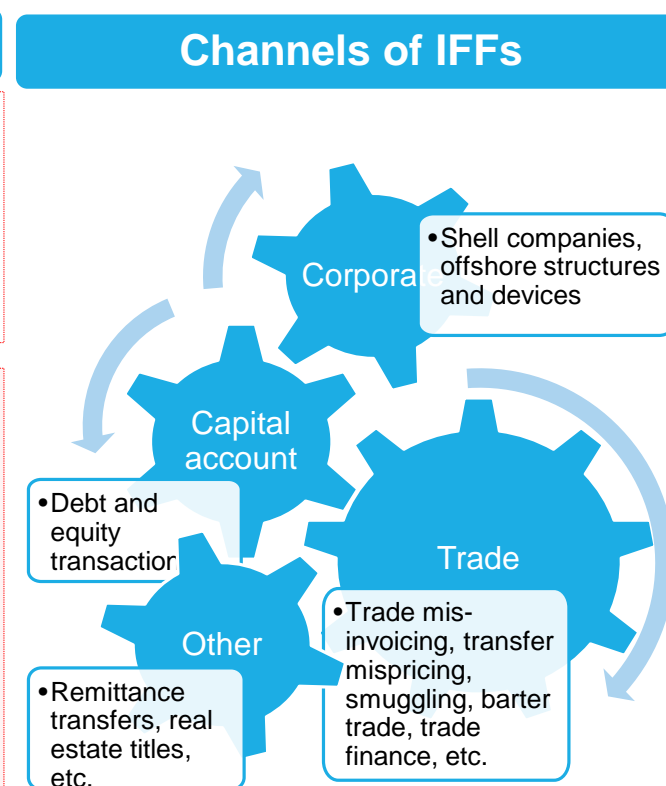 Channels of IFFs
Corporate
•Shell companies,
offshore structures
and devices
Capital
account
•Debt and
equity
transaction
Trade
•Trade mis-
invoicing, transfer
mispricing,
smuggling, barter
trade, trade
finance, etc.
Other
•Remittance
transfers, real
estate titles,
etc.